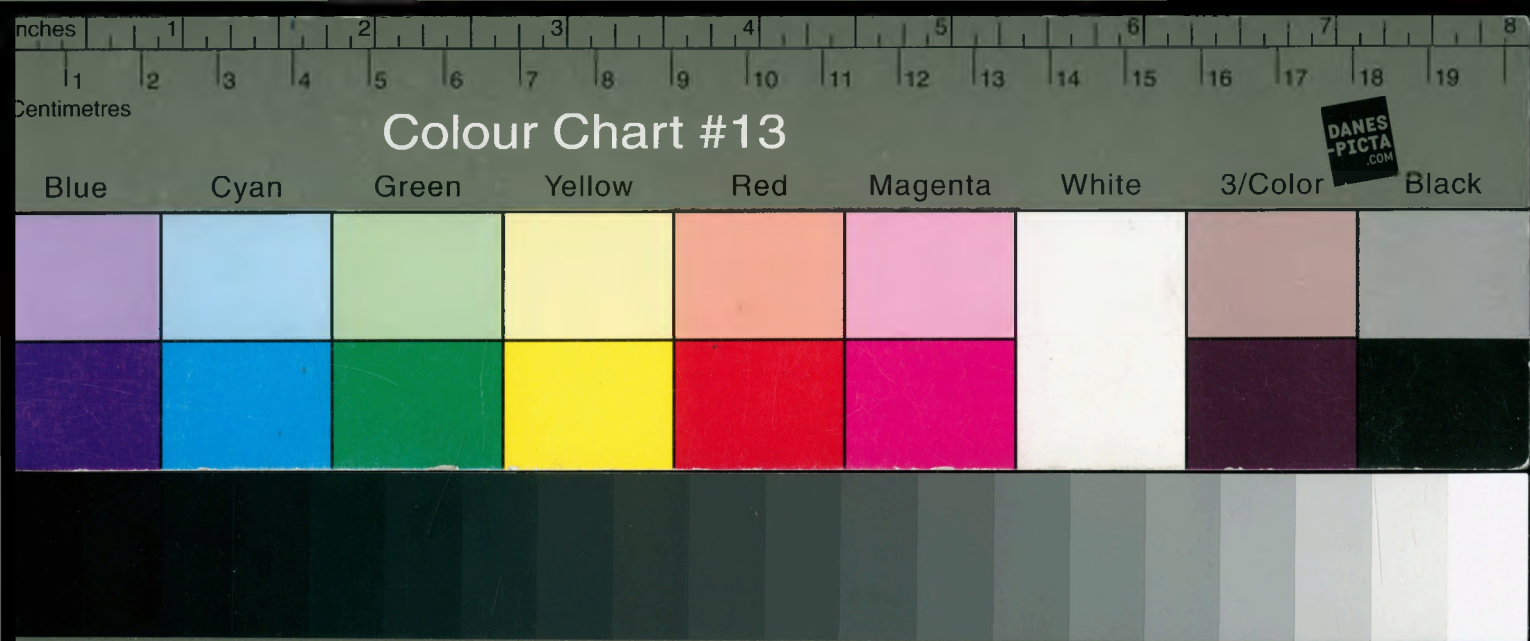 nches 1 2 3 4 5 6 7 8
1 2 3 4 5 6 7 8 9 10 11 12 13 14 15 16 17 18 19
Centimetres
Colour Chart #13
DANES
-PICTA
.COM
Blue Cyan Green Yellow Red Magenta White 3/Color Black